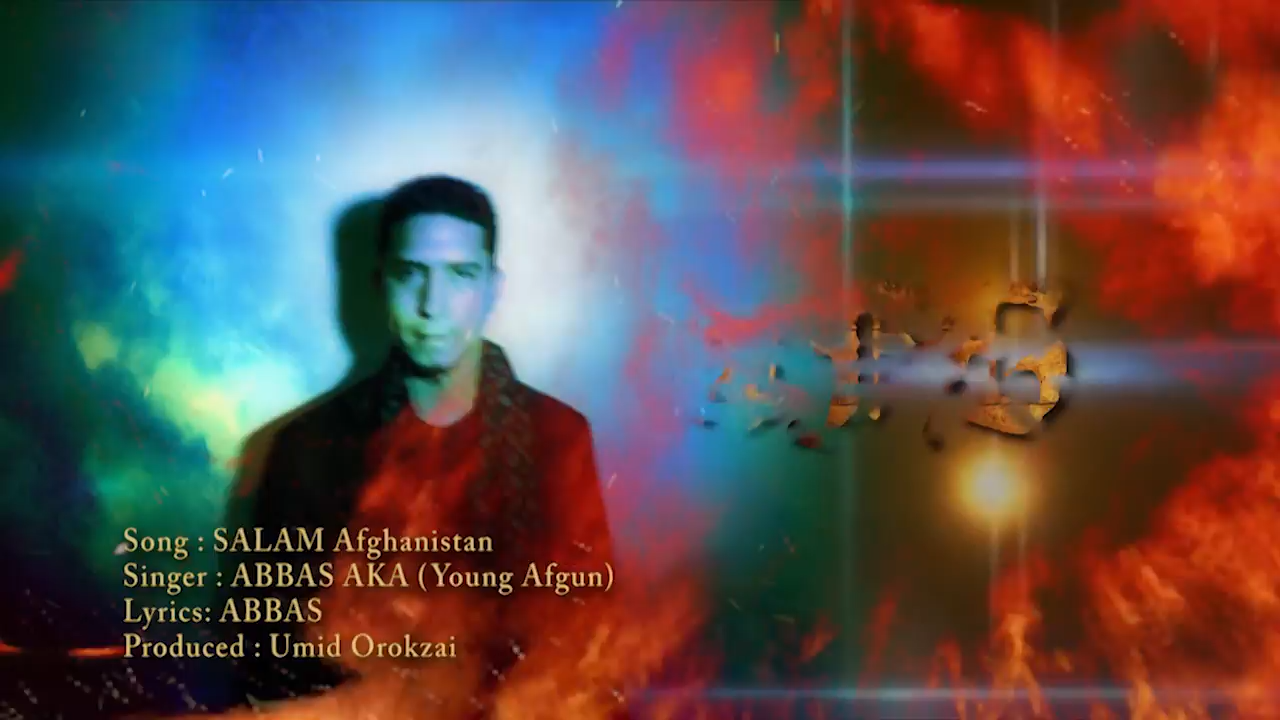 Song : SALAM Afghanistan
Singer : ABBAS AKA (Young Afgun)
Lyrics: ABBAS
Produced : Umid Orokzai